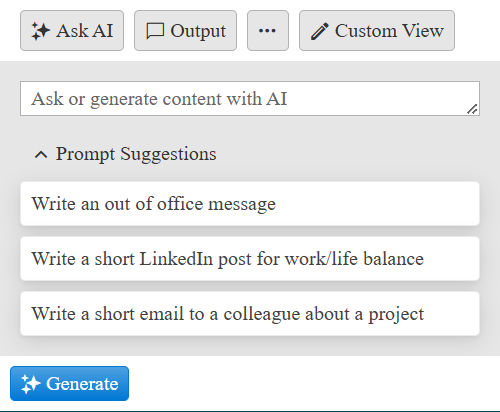 Ask AI
Output
Custom View
Ask or generate content with AI
Prompt Suggestions
Write an out of office message
Write a short LinkedIn post for work/life balance
Write a short email to a colleague about a project
Generate